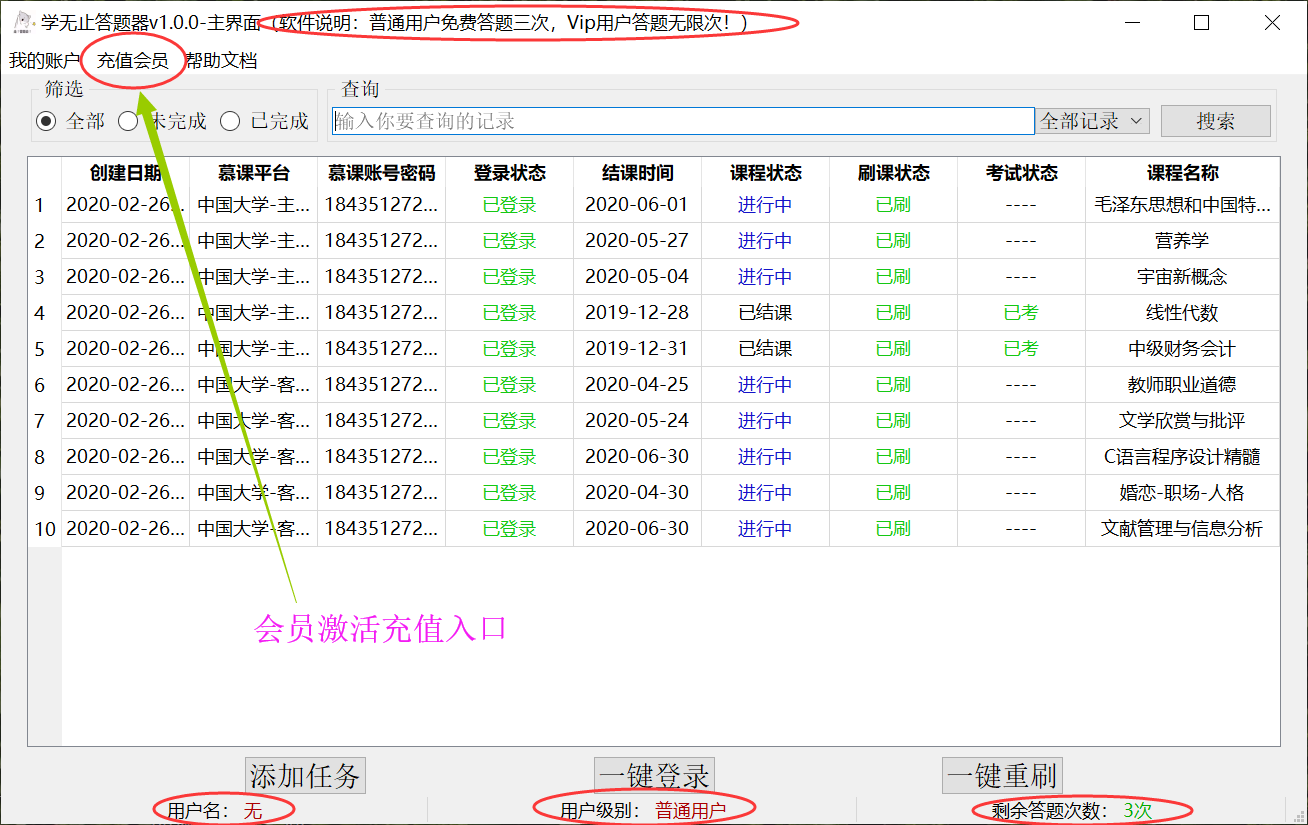 学无止答题器v1.0.0-主界面（软件说明：普通用户免费答题三次，Vip用户答题无限次！）
我的账户 充值会员 帮助文档
筛选 查询
全部 未完成 已完成 输入你要查询的记录 全部记录 搜索
创建日期 慕课平台 慕课账号密码 登录状态 结课时间 课程状态 刷课状态 考试状态 课程名称
1 2020-02-26... 中国大学-主... 184351272... 已登录 2020-06-01 进行中 已刷 ---- 毛泽东思想和中国特...
2 2020-02-26... 中国大学-主... 184351272... 已登录 2020-05-27 进行中 已刷 ---- 营养学
3 2020-02-26... 中国大学-主... 184351272... 已登录 2020-05-04 进行中 已刷 ---- 宇宙新概念
4 2020-02-26... 中国大学-主... 184351272... 已登录 2019-12-28 已结课 已刷 已考 线性代数
5 2020-02-26... 中国大学-主... 184351272... 已登录 2019-12-31 已结课 已刷 已考 中级财务会计
6 2020-02-26... 中国大学-客... 184351272... 已登录 2020-04-25 进行中 已刷 ---- 教师职业道德
7 2020-02-26... 中国大学-客... 184351272... 已登录 2020-05-24 进行中 已刷 ---- 文学欣赏与批评
8 2020-02-26... 中国大学-客... 184351272... 已登录 2020-06-30 进行中 已刷 ---- C语言程序设计精髓
9 2020-02-26... 中国大学-客... 184351272... 已登录 2020-04-30 进行中 已刷 ---- 婚恋-职场-人格
10 2020-02-26... 中国大学-客... 184351272... 已登录 2020-06-30 进行中 已刷 ---- 文献管理与信息分析
会员激活充值入口
添加任务 一键登录 一键重刷
用户名： 无 用户级别： 普通用户 剩余答题次数： 3次